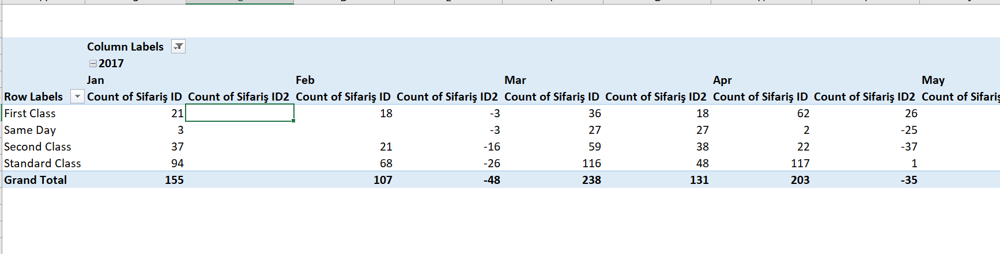 Column Labels
2017
Jan Feb Mar Apr May
Row Labels Count of Sifariş ID Count of Sifariş ID2 Count of Sifariş ID Count of Sifariş ID2 Count of Sifariş ID Count of Sifariş ID2 Count of Sifariş ID Count of Sifariş ID2 Count of Sifariş
First Class 21 18 -3 36 18 62 26
Same Day 3 -3 27 27 2 -25
Second Class 37 21 -16 59 38 22 -37
Standard Class 94 68 -26 116 48 117 1
Grand Total 155 107 -48 238 131 203 -35